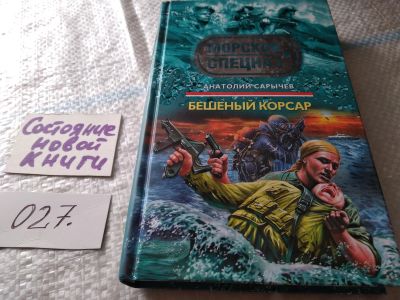 МОРСКОЙ
СПЕЦНАЗ
АНАТОЛИЙ САРЫЧЕВ
БЕШЕНЫЙ КОРСАР
Состояние
новой
Книги
027.